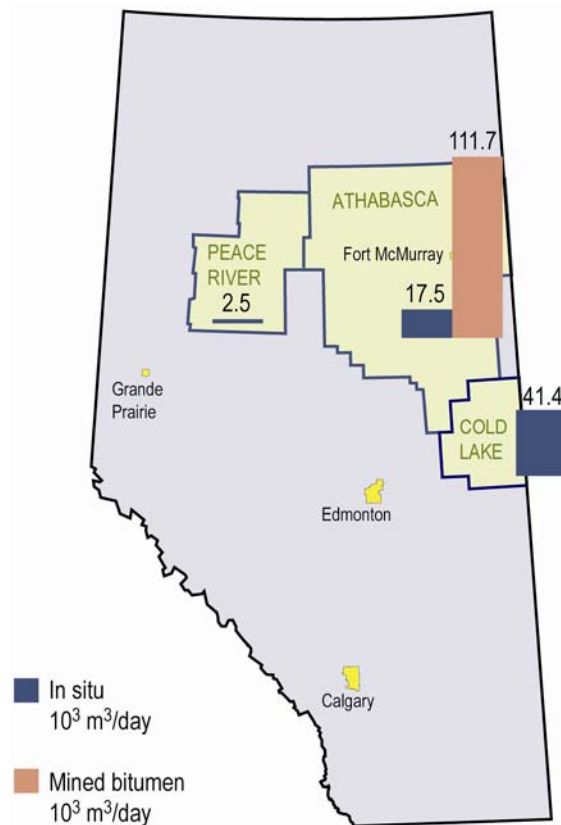 111.7
ATHABASCA
PEACE
RIVER
Fort McMurray
2.5
17.5
Grande
Prairie
41.4
COLD
LAKE
Edmonton
Calgary
In situ
10³ m³/day
Mined bitumen
10³ m³/day